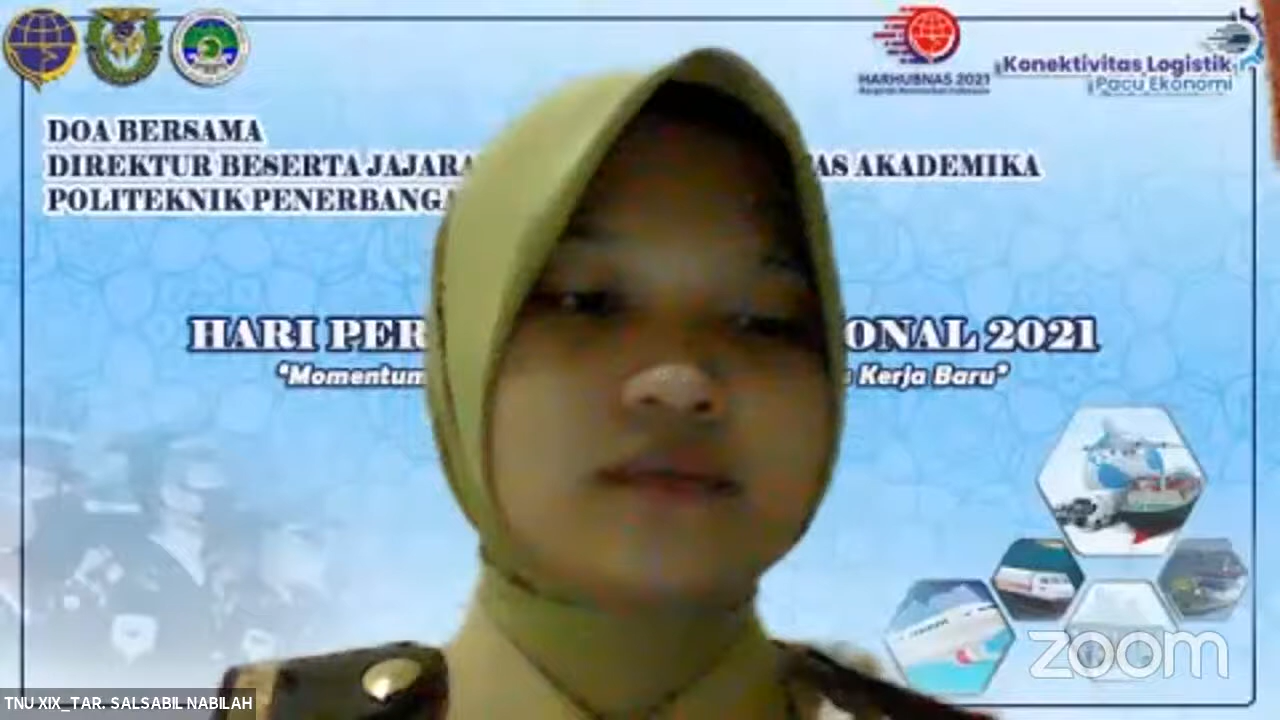 HARHUBNAS 2021
Konektivitas Logistik
Pacu Ekonomi
DOA BERSAMA
DIREKTUR BESERTA JAJARA AS AKADEMIKA
POLITEKNIK PENERBANGA
HARI PER ONAL 2021
"Momentum Kerja Baru"
zoom
TNU XIX_TAR. SALSABIL NABILAH